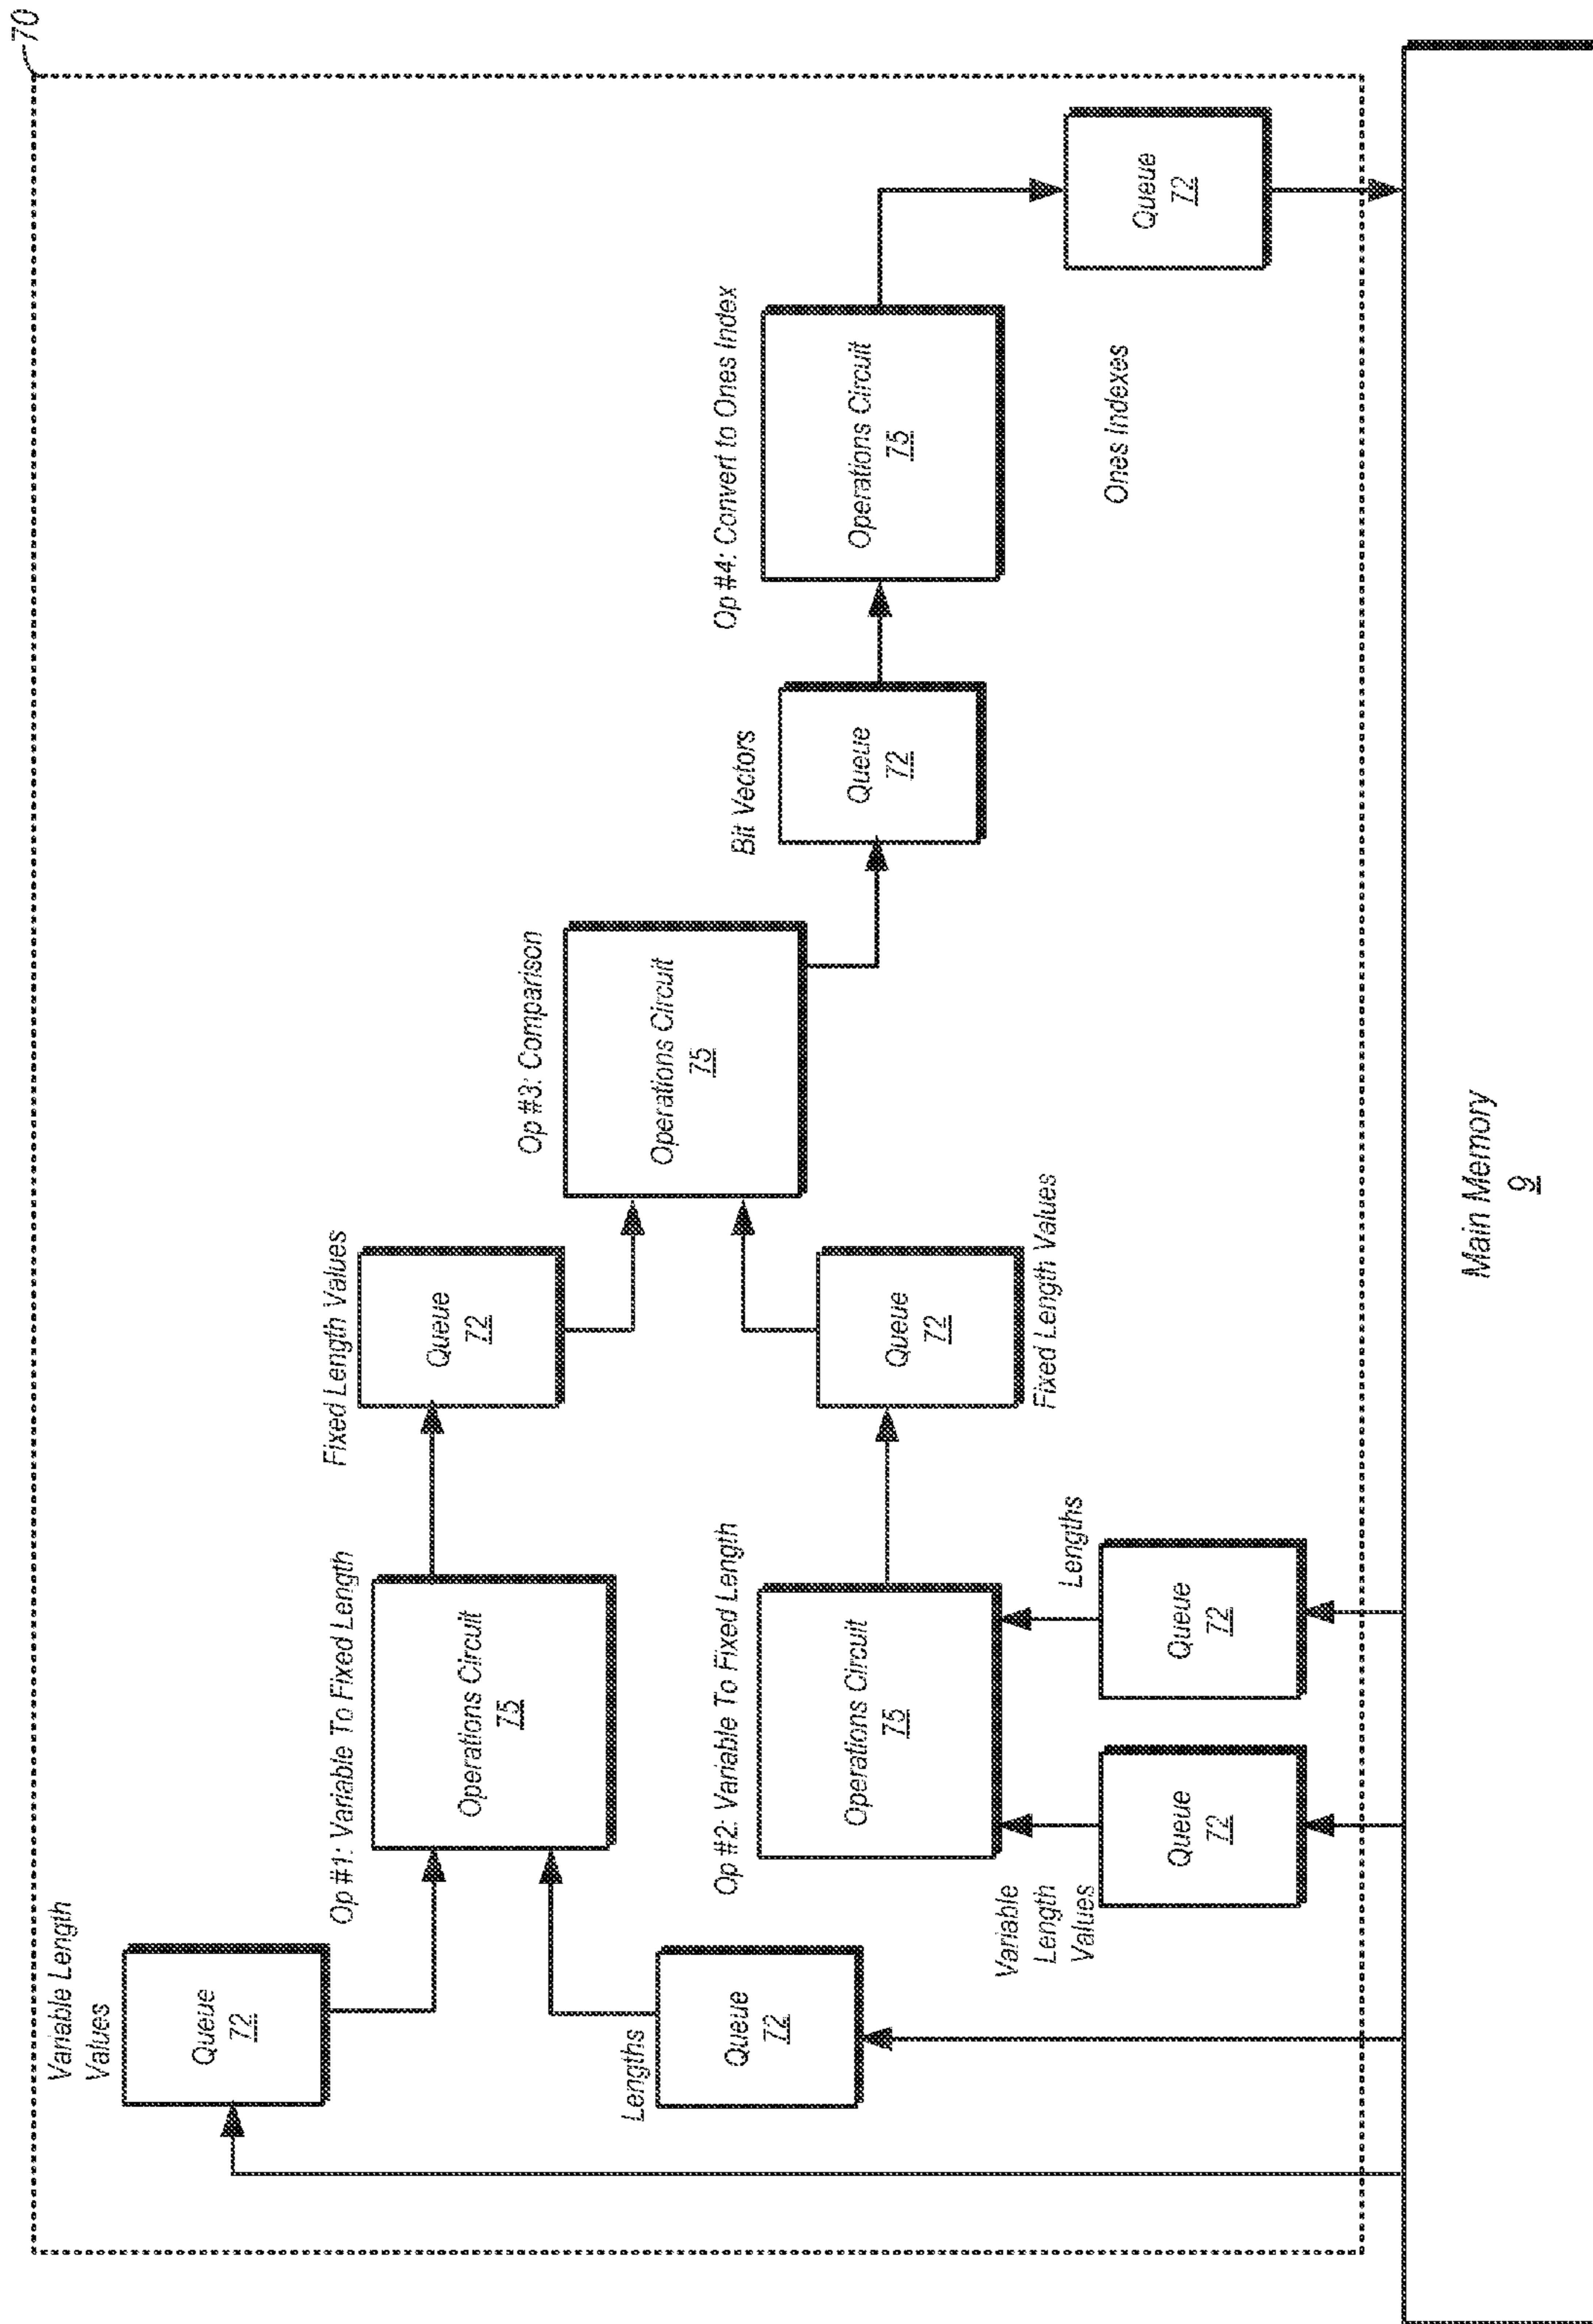 70
Variable Length
Values
Queue
72
Op #1: Variable To Fixed Length
Operations Circuit
75
Fixed Length Values
Queue
72
Lengths
Queue
72
Op #2: Variable To Fixed Length
Operations Circuit
75
Variable
Length
Values
Queue
72
Lengths
Queue
72
Queue
72
Fixed Length Values
Op #3: Comparison
Operations Circuit
75
Bit Vectors
Queue
72
Op #4: Convert to Ones Index
Operations Circuit
75
Ones Indexes
Queue
72
Main Memory
9